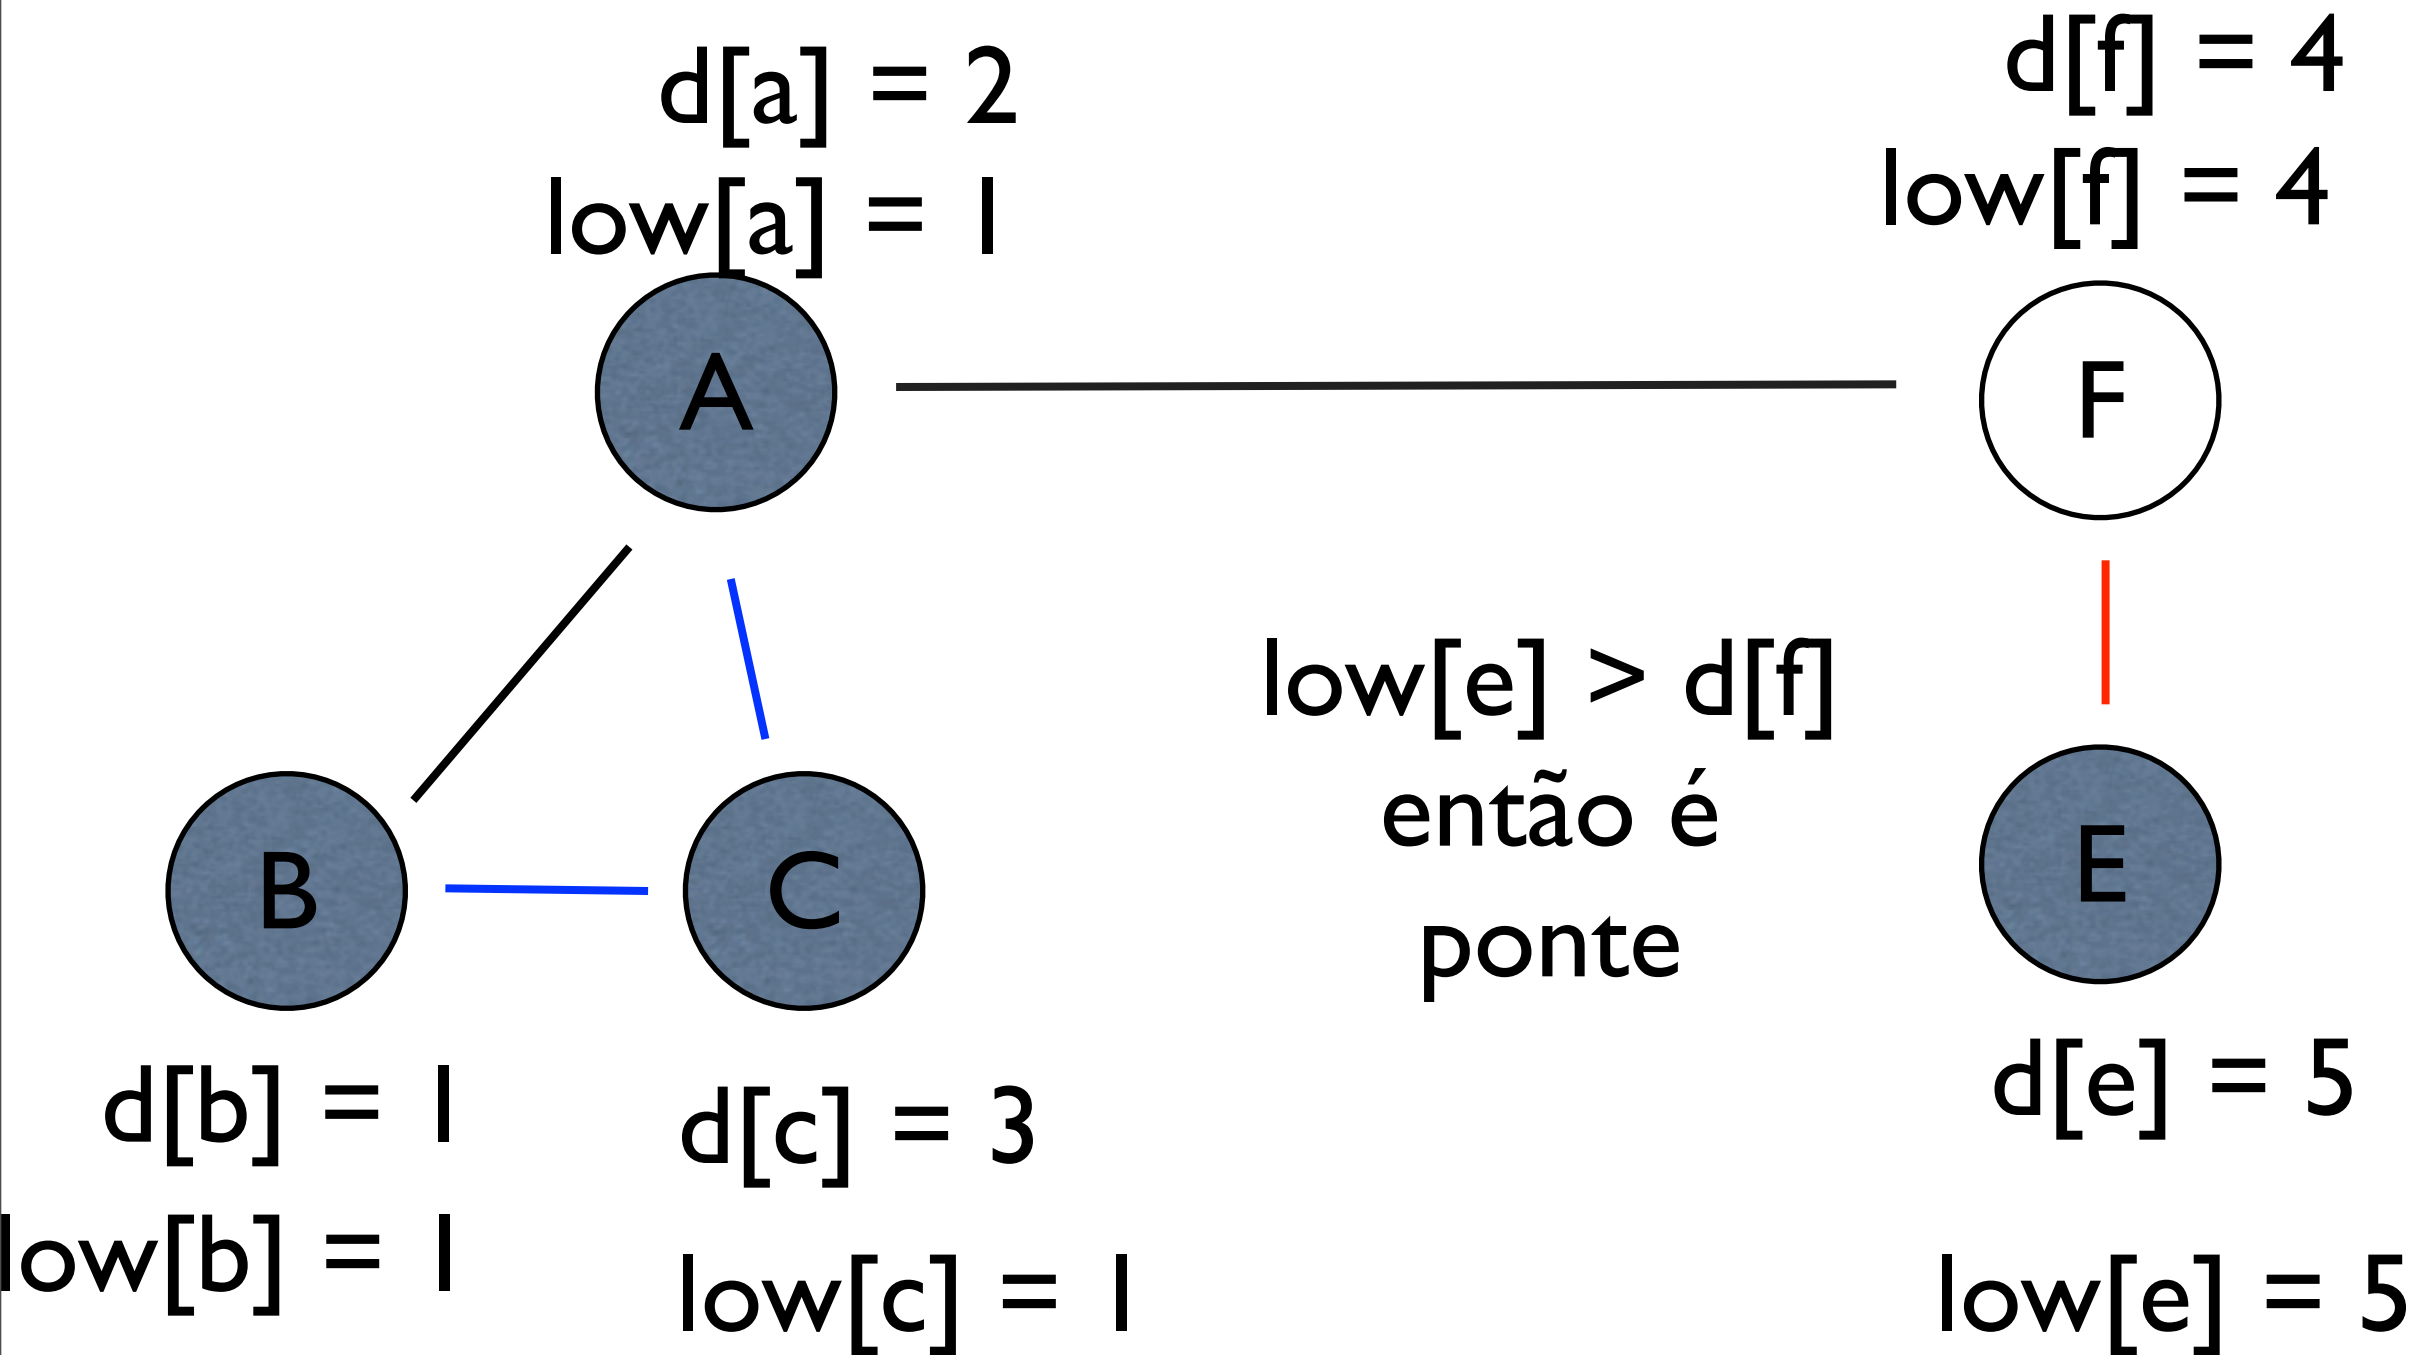 d[a] = 2
low[a] = 1
d[f] = 4
low[f] = 4
A
F
low[e] > d[f]
então é
ponte
B
C
E
d[b] = 1
low[b] = 1
d[c] = 3
low[c] = 1
d[e] = 5
low[e] = 5